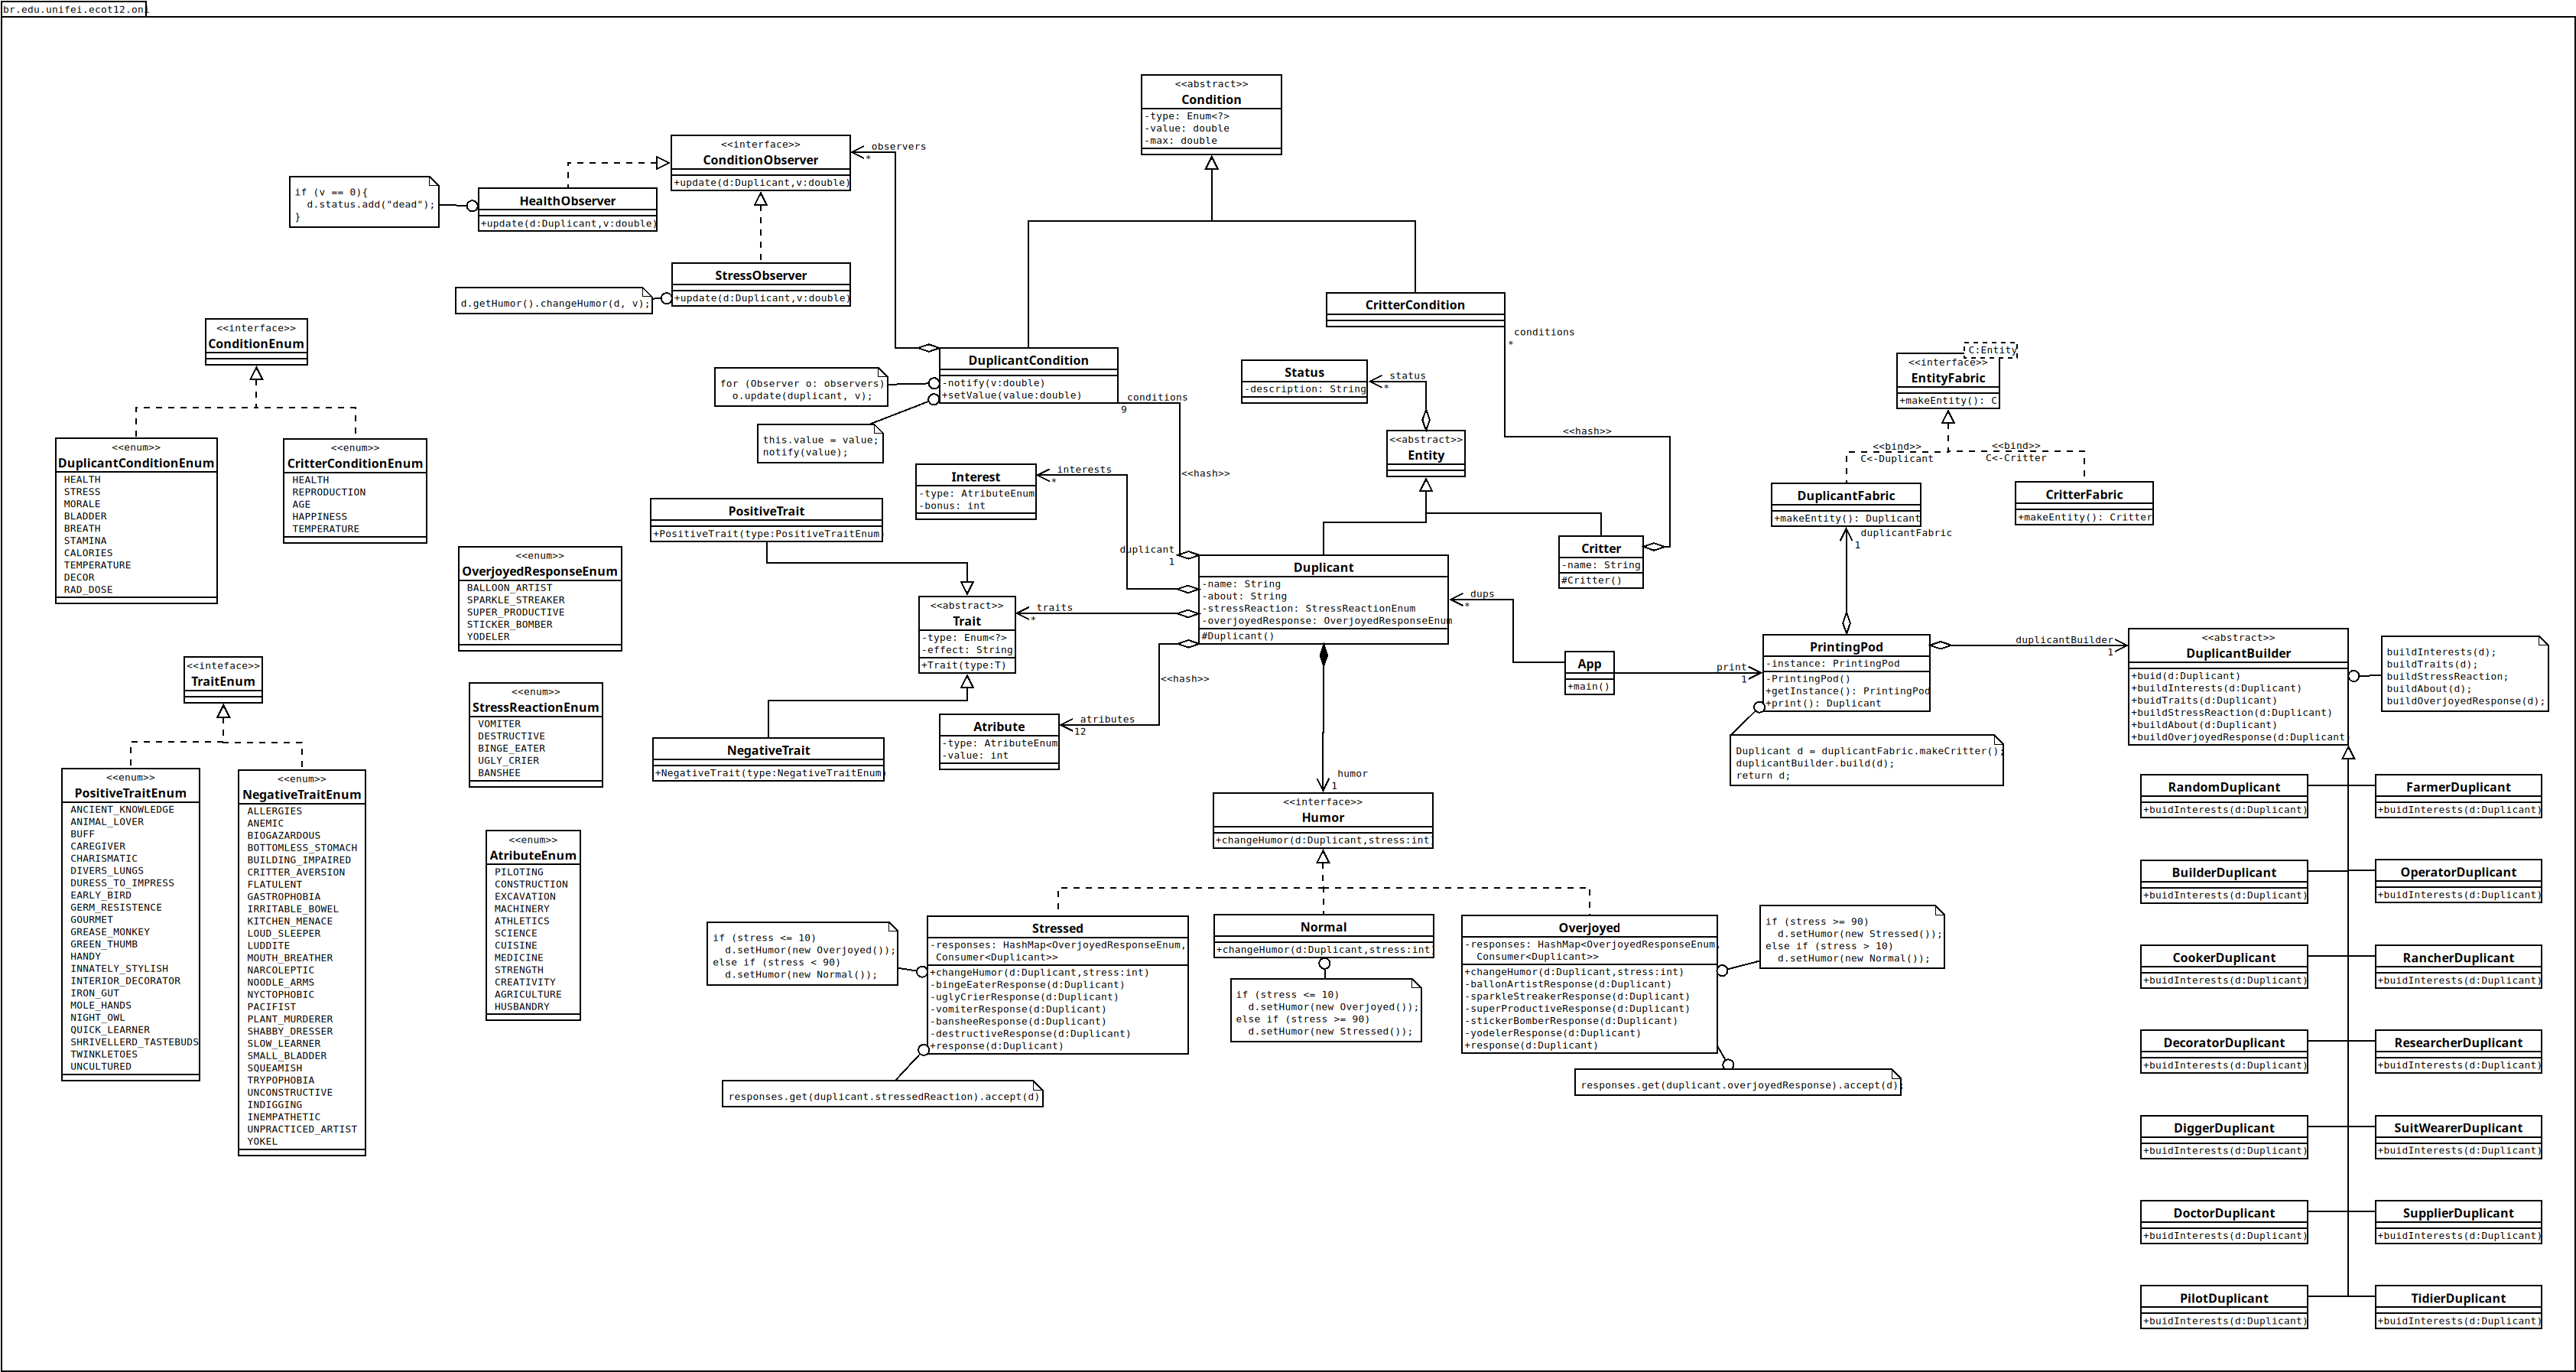 br.edu.unifei.ecot12.oni
<<abstract>>
Condition
-type: Enum<?>
-value: double
-max: double
<<interface>>
ConditionObserver
+update(d:Duplicant,v:double)
observers
*
if (v == 0){
d.status.add("dead");
}
HealthObserver
+update(d:Duplicant,v:double)
StressObserver
+update(d:Duplicant,v:double)
d.getHumor().changeHumor(d, v);
CritterCondition
conditions
*
<<hash>>
<<interface>>
ConditionEnum
<<enum>>
DuplicantConditionEnum
HEALTH
STRESS
MORALE
BLADDER
BREATH
STAMINA
CALORIES
TEMPERATURE
DECOR
RAD_DOSE
<<enum>>
CritterConditionEnum
HEALTH
REPRODUCTION
AGE
HAPPINESS
TEMPERATURE
DuplicantCondition
-notify(v:double)
+setValue(value:double)
for (Observer o: observers)
o.update(duplicant, v);
this.value = value;
notify(value);
conditions
9
<<hash>>
duplicant
1
Status
-description: String
status
*
<<abstract>>
Entity
C:Entity
<<interface>>
EntityFabric
+makeEntity(): C
<<bind>>
C<-Duplicant
<<bind>>
C<-Critter
DuplicantFabric
+makeEntity(): Duplicant
CritterFabric
+makeEntity(): Critter
duplicantFabric
1
Interest
-type: AtributeEnum
-bonus: int
interests
*
PositiveTrait
+PositiveTrait(type:PositiveTraitEnum)
<<enum>>
OverjoyedResponseEnum
BALLOON_ARTIST
SPARKLE_STREAKER
SUPER_PRODUCTIVE
STICKER_BOMBER
YODELER
Critter
-name: String
#Critter()
Duplicant
-name: String
-about: String
-stressReaction: StressReactionEnum
-overjoyedResponse: OverjoyedResponseEnum
#Duplicant()
<<abstract>>
Trait
-type: Enum<?>
-effect: String
+Trait(type:T)
traits
*
dups
*
App
+main()
print
1
PrintingPod
-instance: PrintingPod
-PrintingPod()
+getInstance(): PrintingPod
+print(): Duplicant
Duplicant d = duplicantFabric.makeCritter();
duplicantBuilder.build(d);
return d;
duplicantBuilder
1
<<abstract>>
DuplicantBuilder
+buid(d:Duplicant)
+buildInterests(d:Duplicant)
+buidTraits(d:Duplicant)
+buidStressReaction(d:Duplicant)
+buildAbout(d:Duplicant)
+buildOverjoyedResponse(d:Duplicant)
buildInterests(d);
buildTraits(d);
buildStressReaction;
buildAbout(d);
buildOverjoyedResponse(d);
<<inteface>>
TraitEnum
<<enum>>
StressReactionEnum
VOMITER
DESTRUCTIVE
BINGE_EATER
UGLY_CRIER
BANSHEE
NegativeTrait
+NegativeTrait(type:NegativeTraitEnum)
<<hash>>
Atribute
-type: AtributeEnum
-value: int
atributes
12
humor
1
<<interface>>
Humor
+changeHumor(d:Duplicant,stress:int)
<<enum>>
PositiveTraitEnum
ANCIENT_KNOWLEDGE
ANIMAL_LOVER
BUFF
CAREGIVER
CHARISMATIC
DIVERS_LUNGS
DURESS_TO_IMPRESS
EARLY_BIRD
GERM_RESISTENCE
GOURMET
GREASE_MONKEY
GREEN_THUMB
HANDY
INNATELY_STYLISH
INTERIOR_DECORATOR
IRON_GUT
MOLE_HANDS
NIGHT_OWL
QUICK_LEARNER
SHRIVELLERD_TASTEBUDS
TWINKLETOES
UNCULTURED
<<enum>>
NegativeTraitEnum
ALLERGIES
ANEMIC
BIOGAZARDOUS
BOTTOMLESS_STOMACH
BUILDING_IMPAIRED
CRITTER_AVERSION
FLATULENT
GASTROPHOBIA
IRRITABLE_BOWEL
KITCHEN_MENACE
LOUD_SLEEPER
LUDDITE
MOUTH_BREATHER
NARCOLEPTIC
NOODLE_ARMS
NYCTOPHOBIC
PACIFIST
PLANT_MURDERER
SHABBY_DRESSER
SLOW_LEARNER
SMALL_BLADDER
SQUEAMISH
TRYPOPHOBIA
UNCONSTRUCTIVE
INDIGGING
INEMPATHETIC
UNPRACTICED_ARTIST
YOKEL
<<enum>>
AtributeEnum
PILOTING
CONSTRUCTION
EXCAVATION
MACHINERY
ATHLETICS
SCIENCE
CUISINE
MEDICINE
STRENGTH
CREATIVITY
AGRICULTURE
HUSBANDRY
if (stress <= 10)
d.setHumor(new Overjoyed());
else if (stress < 90)
d.setHumor(new Normal());
Stressed
-responses: HashMap<OverjoyedResponseEnum,
Consumer<Duplicant>>
+changeHumor(d:Duplicant,stress:int)
-bingeEaterResponse(d:Duplicant)
-uglyCrierResponse(d:Duplicant)
-vomiterResponse(d:Duplicant)
-bansheeResponse(d:Duplicant)
-destructiveResponse(d:Duplicant)
+response(d:Duplicant)
responses.get(duplicant.stressedReaction).accept(d)
Normal
+changeHumor(d:Duplicant,stress:int)
if (stress <= 10)
d.setHumor(new Overjoyed());
else if (stress >= 90)
d.setHumor(new Stressed());
Overjoyed
-responses: HashMap<OverjoyedResponseEnum,
Consumer<Duplicant>>
+changeHumor(d:Duplicant,stress:int)
-ballonArtistResponse(d:Duplicant)
-sparkleStreakerResponse(d:Duplicant)
-superProductiveResponse(d:Duplicant)
-stickerBomberResponse(d:Duplicant)
-yodelerResponse(d:Duplicant)
+response(d:Duplicant)
if (stress >= 90)
d.setHumor(new Stressed());
else if (stress > 10)
d.setHumor(new Normal());
responses.get(duplicant.overjoyedResponse).accept(d);
RandomDuplicant
+buidInterests(d:Duplicant)
FarmerDuplicant
+buidInterests(d:Duplicant)
BuilderDuplicant
+buidInterests(d:Duplicant)
OperatorDuplicant
+buidInterests(d:Duplicant)
CookerDuplicant
+buidInterests(d:Duplicant)
RancherDuplicant
+buidInterests(d:Duplicant)
DecoratorDuplicant
+buidInterests(d:Duplicant)
ResearcherDuplicant
+buidInterests(d:Duplicant)
DiggerDuplicant
+buidInterests(d:Duplicant)
SuitWearerDuplicant
+buidInterests(d:Duplicant)
DoctorDuplicant
+buidInterests(d:Duplicant)
SupplierDuplicant
+buidInterests(d:Duplicant)
PilotDuplicant
+buidInterests(d:Duplicant)
TidierDuplicant
+buidInterests(d:Duplicant)